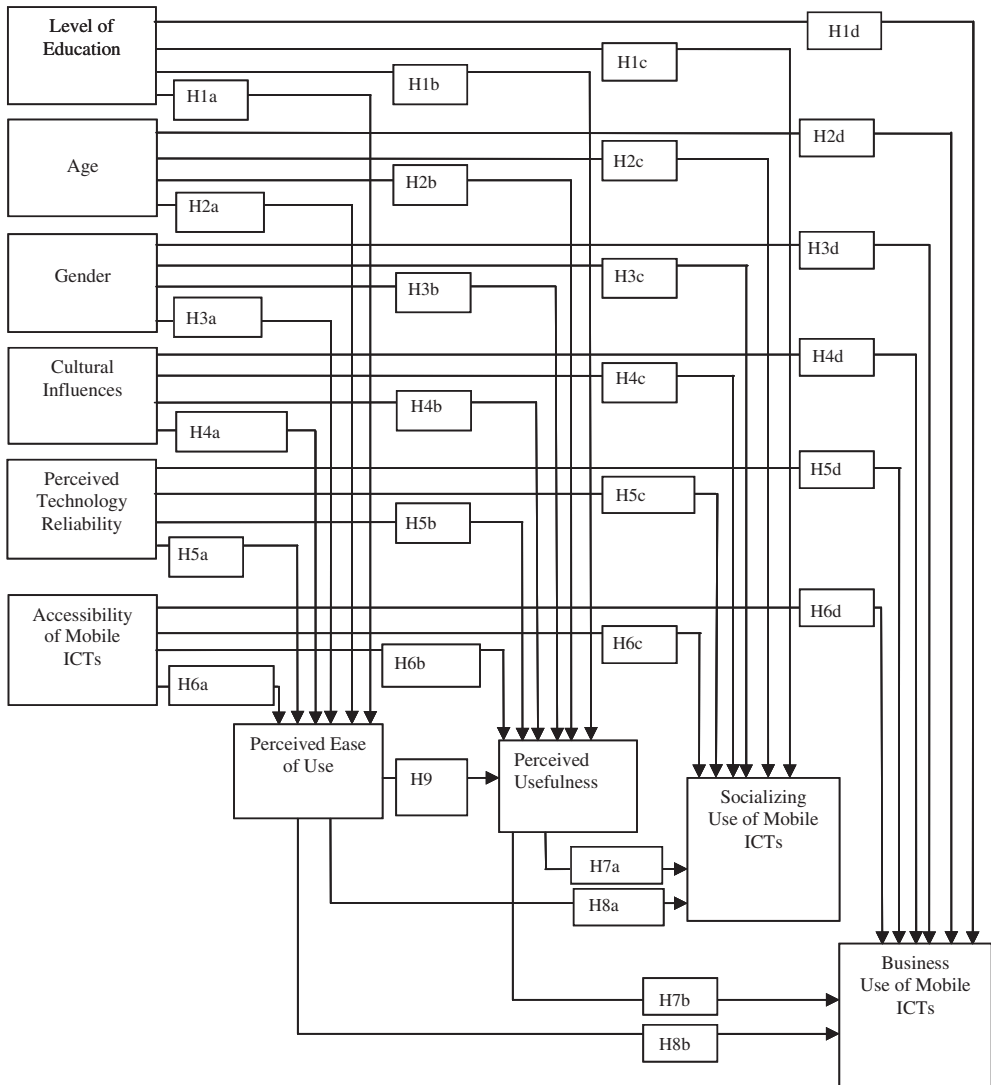 Level of
Education
H1d
H1c
H1b
H1a
Age
H2d
H2c
H2b
H2a
Gender
H3d
H3c
H3b
H3a
Cultural
Influences
H4d
H4c
H4b
H4a
Perceived
Technology
Reliability
H5d
H5c
H5b
H5a
Accessibility
of Mobile
ICTs
H6d
H6c
H6b
H6a
Perceived Ease
of Use
H9
Perceived
Usefulness
Socializing
Use of Mobile
ICTs
H7a
H8a
Business
Use of Mobile
ICTs
H7b
H8b